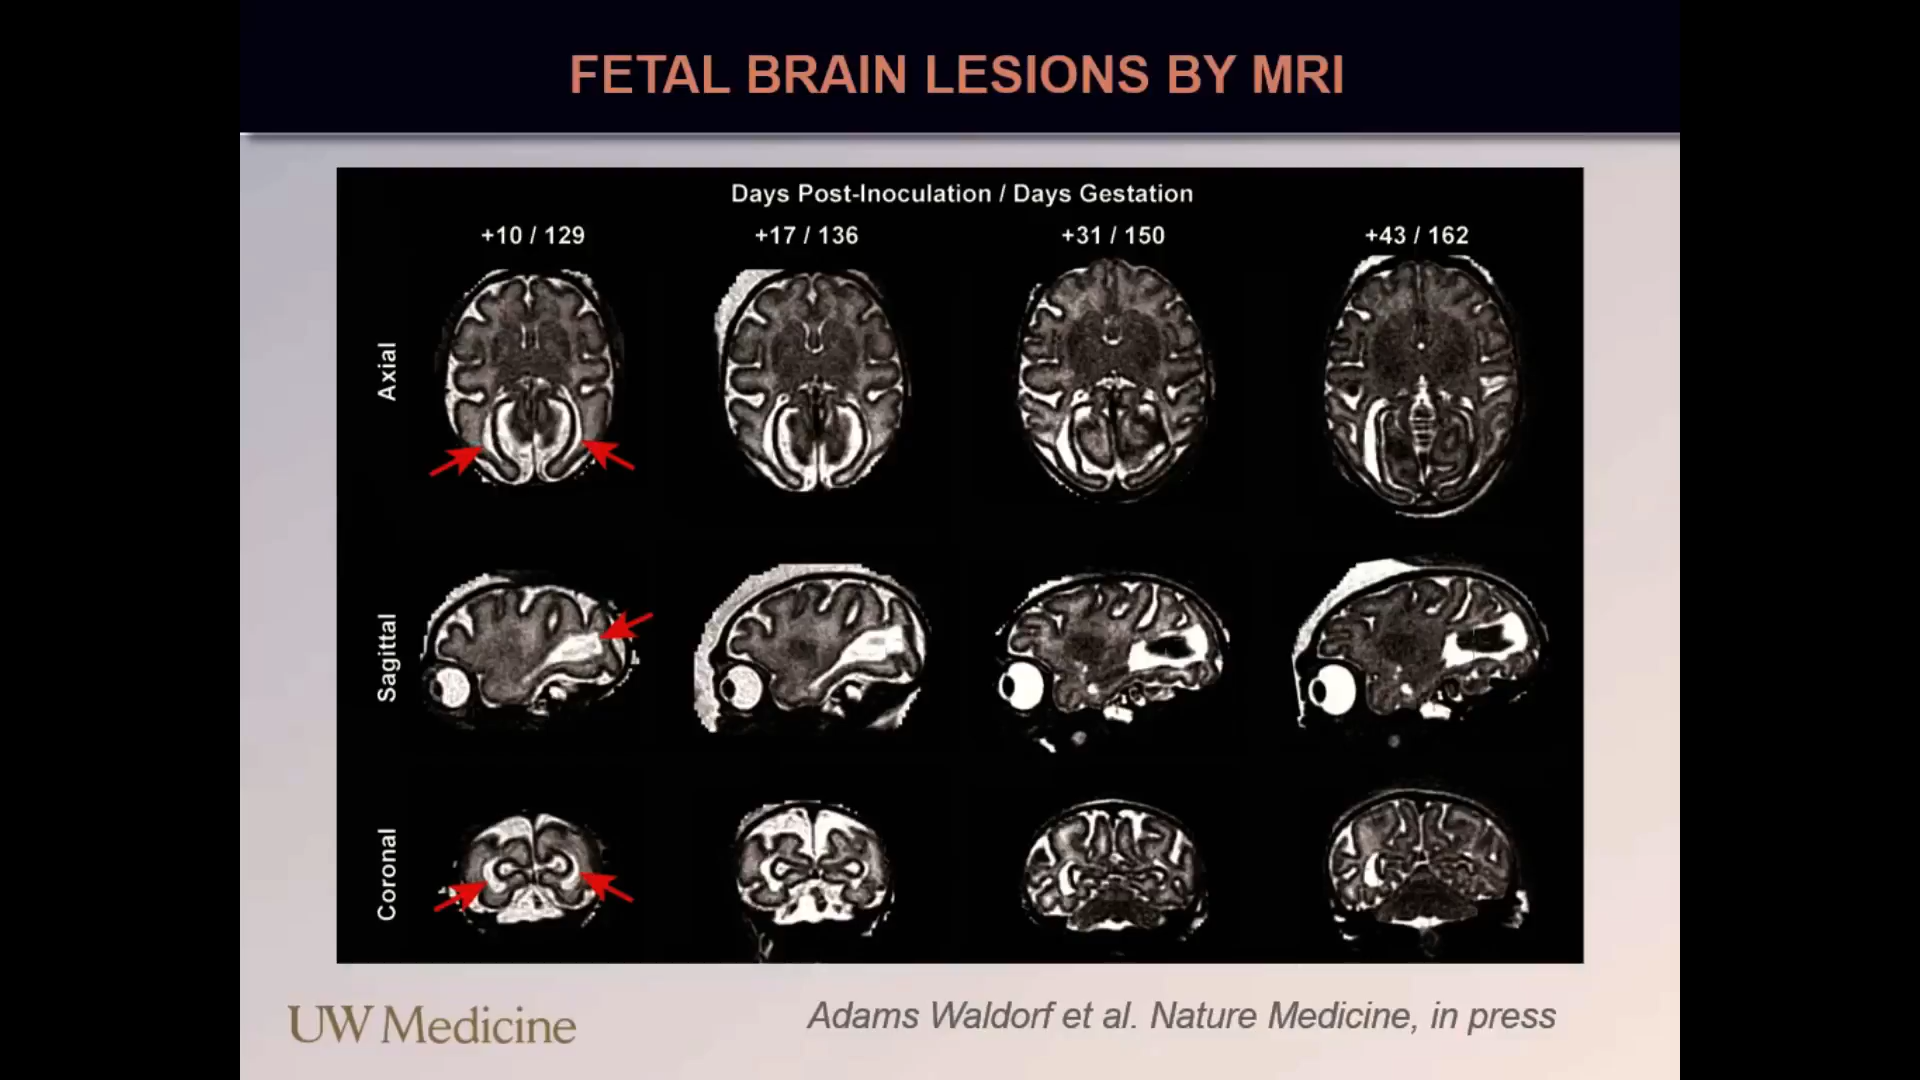 FETAL BRAIN LESIONS BY MRI
Days Post-Inoculation / Days Gestation
+10 / 129
+17 / 136
+31 / 150
+43 / 162
Axial
Sagittal
Coronal
UW Medicine
Adams Waldorf et al. Nature Medicine, in press